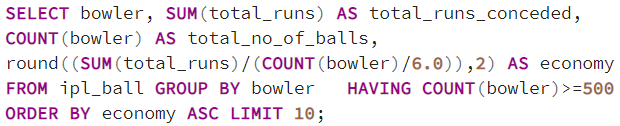 SELECT bowler, SUM(total_runs) AS total_runs_conceded,
COUNT(bowler) AS total_no_of_balls,
round((SUM(total_runs)/(COUNT(bowler)/6.0)),2) AS economy
FROM ipl_ball GROUP BY bowler   HAVING COUNT(bowler)>=500
ORDER BY economy ASC LIMIT 10;